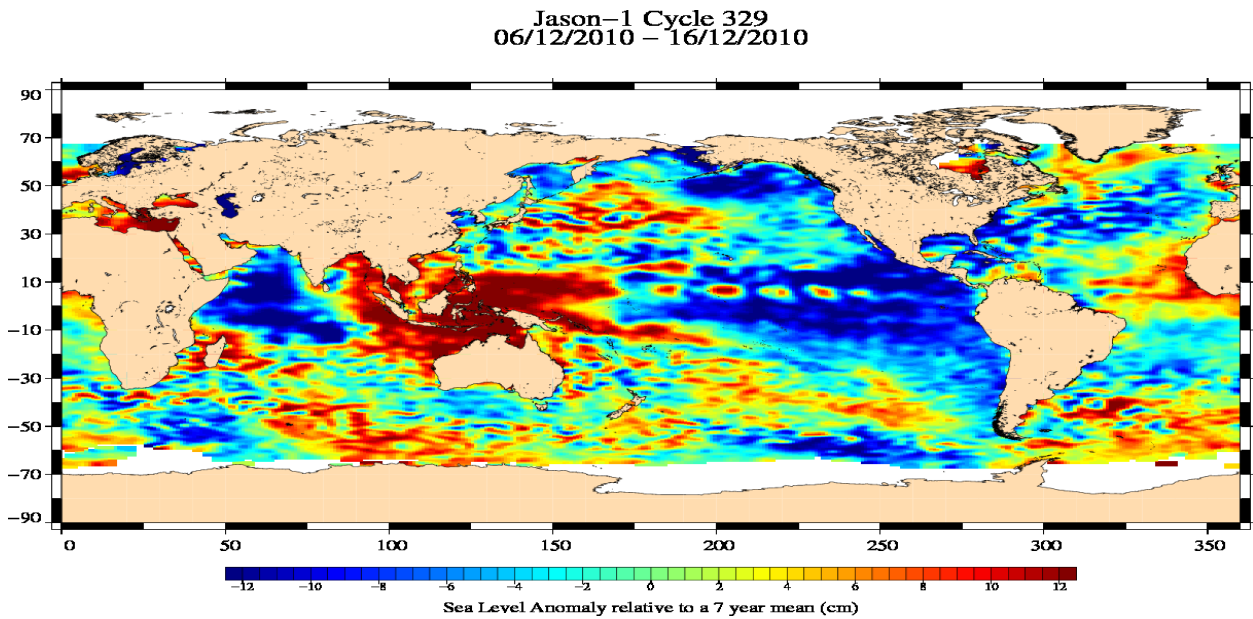 Jason-1 Cycle 329
06/12/2010 - 16/12/2010
90
70
50
30
10
-10
-30
-50
-70
-90
0 50 100 150 200 250 300 350
-12 -10 -8 -6 -4 -2 0 2 4 6 8 10 12
Sea Level Anomaly relative to a 7 year mean (cm)